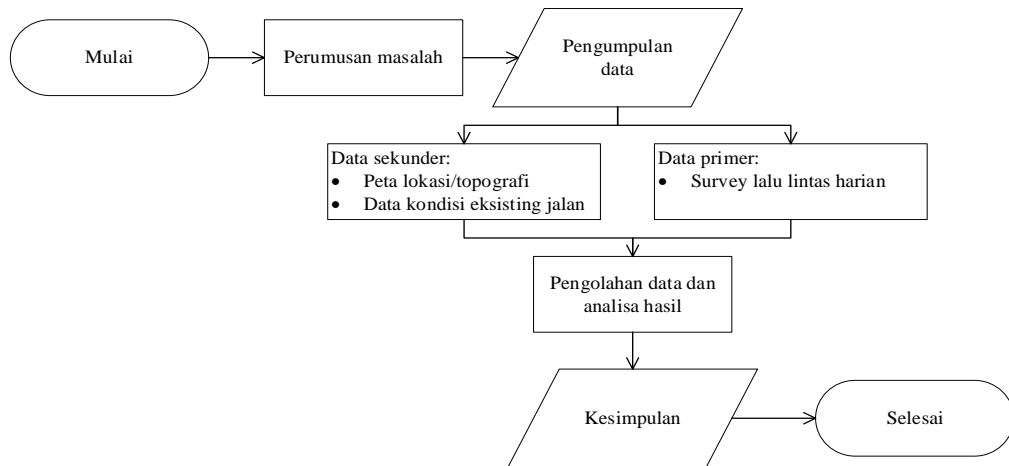 Mulai
Perumusan masalah
Pengumpulan
data
Data sekunder:
• Peta lokasi/topografi
• Data kondisi eksisting jalan
Data primer:
• Survey lalu lintas harian
Pengolahan data dan
analisa hasil
Kesimpulan
Selesai